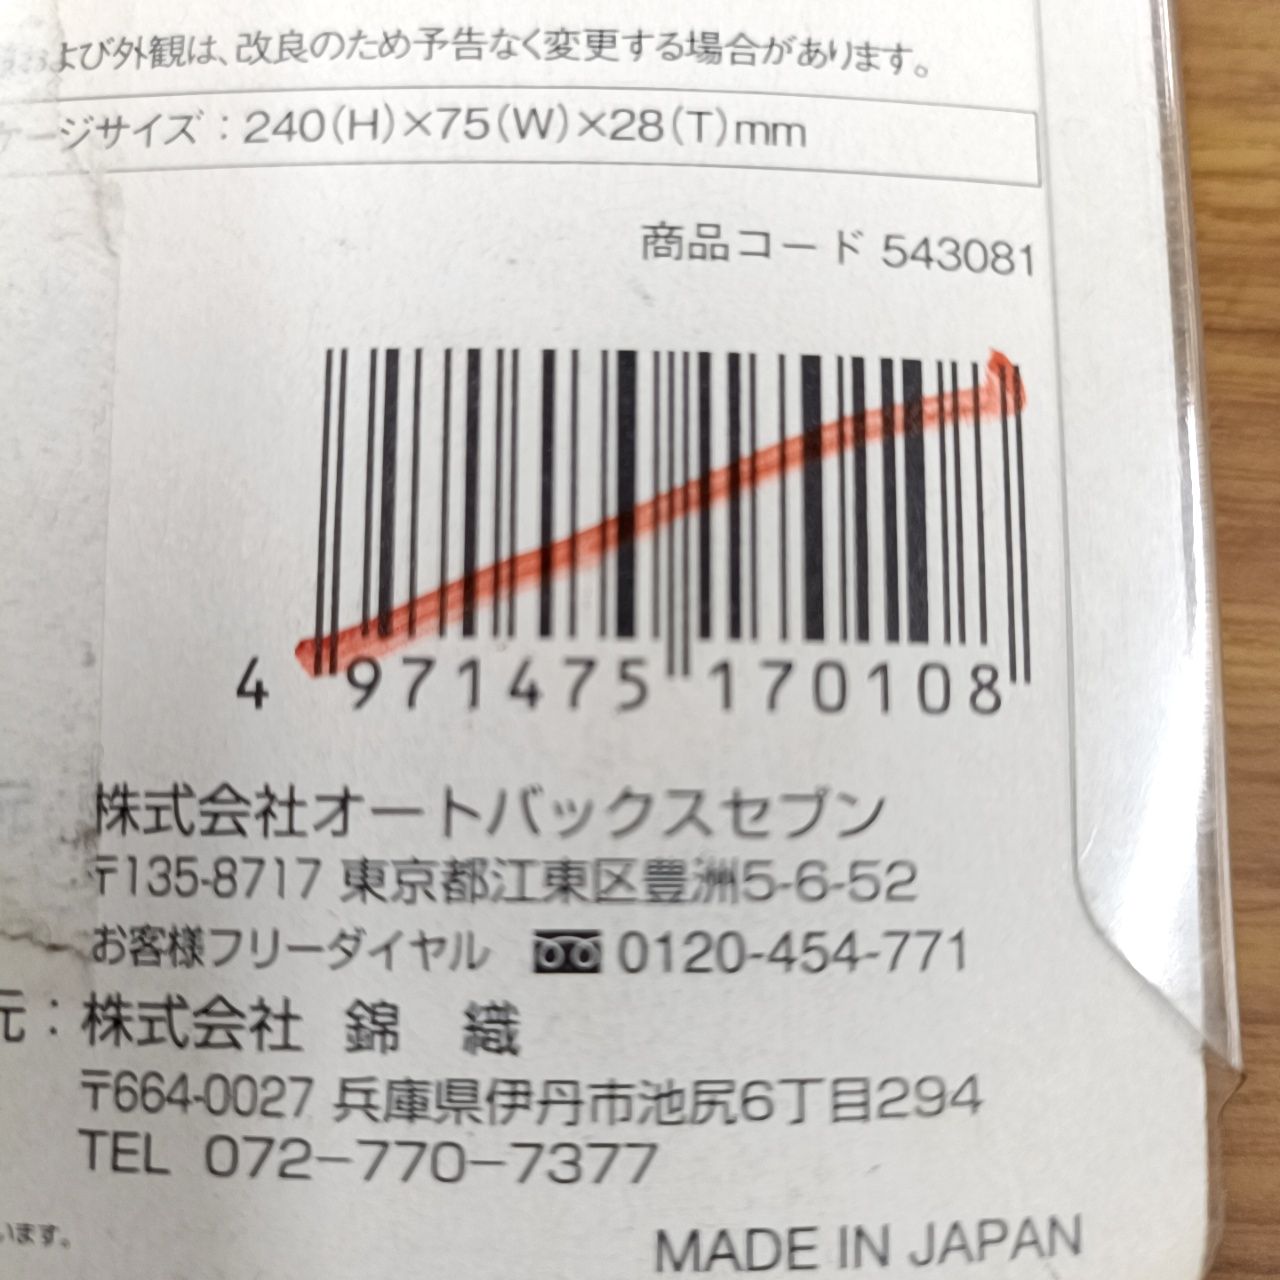 よび外観は、改良のため予告なく変更する場合があります。
ージサイズ：240(H)×75(W)×28(T)mm
商品コード 543081
4 971475 170108
株式会社オートバックスセブン
〒135-8717 東京都江東区豊洲5-6-52
お客様フリーダイヤル 0120-454-771
元：株式会社 錦 織
〒664-0027 兵庫県伊丹市池尻6丁目294
TEL 072-770-7377
います。
MADE IN JAPAN